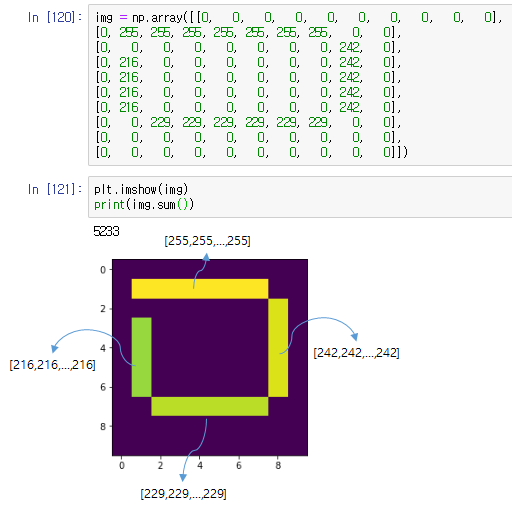 In [120]: img = np.array([[0, 0, 0, 0, 0, 0, 0, 0, 0, 0],
[0, 255, 255, 255, 255, 255, 255, 255, 0, 0],
[0, 0, 0, 0, 0, 0, 0, 0, 242, 0],
[0, 216, 0, 0, 0, 0, 0, 0, 242, 0],
[0, 216, 0, 0, 0, 0, 0, 0, 242, 0],
[0, 216, 0, 0, 0, 0, 0, 0, 242, 0],
[0, 216, 0, 0, 0, 0, 0, 0, 242, 0],
[0, 0, 229, 229, 229, 229, 229, 229, 0, 0],
[0, 0, 0, 0, 0, 0, 0, 0, 0, 0],
[0, 0, 0, 0, 0, 0, 0, 0, 0, 0]])
In [121]: plt.imshow(img)
print(img.sum())
5233
[255,255,...,255]
0
2
4
6
8
[242,242,...,242]
[216,216,...,216]
0 2 4 6 8
[229,229,...,229]